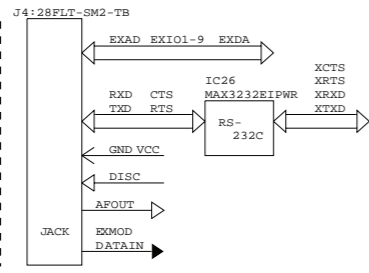 J4:28FLT-SM2-TB
EXAD EXIO1-9 EXDA
XCTS
IC26 XRTS
RXD CTS MAX3232EIPWR XRXD
TXD RTS XTXD
RS-
232C
GND VCC
DISC
AFOUT
JACK EXMOD
DATAIN